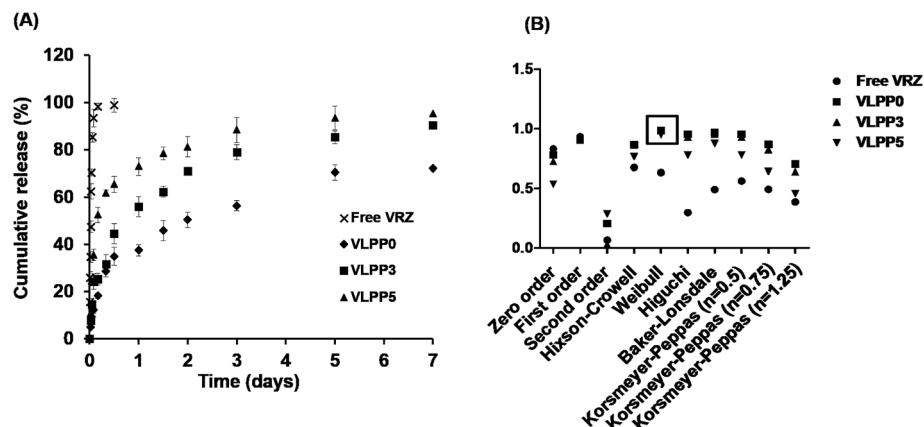 (A)
120
100
80
60
40
20
0
Cumulative release (%)
0 1 2 3 4 5 6 7
Time (days)
Free VRZ
VLPP0
VLPP3
VLPP5
(B)
1.5
1.0
0.5
0.0
Zero order
First order
Second order
Hixson-Crowell
Weibull
Higuchi
Baker-Lonsdale
Korsmeyer-Peppas (n=0.5)
Korsmeyer-Peppas (n=0.75)
Korsmeyer-Peppas (n=1.25)
Free VRZ
VLPP0
VLPP3
VLPP5